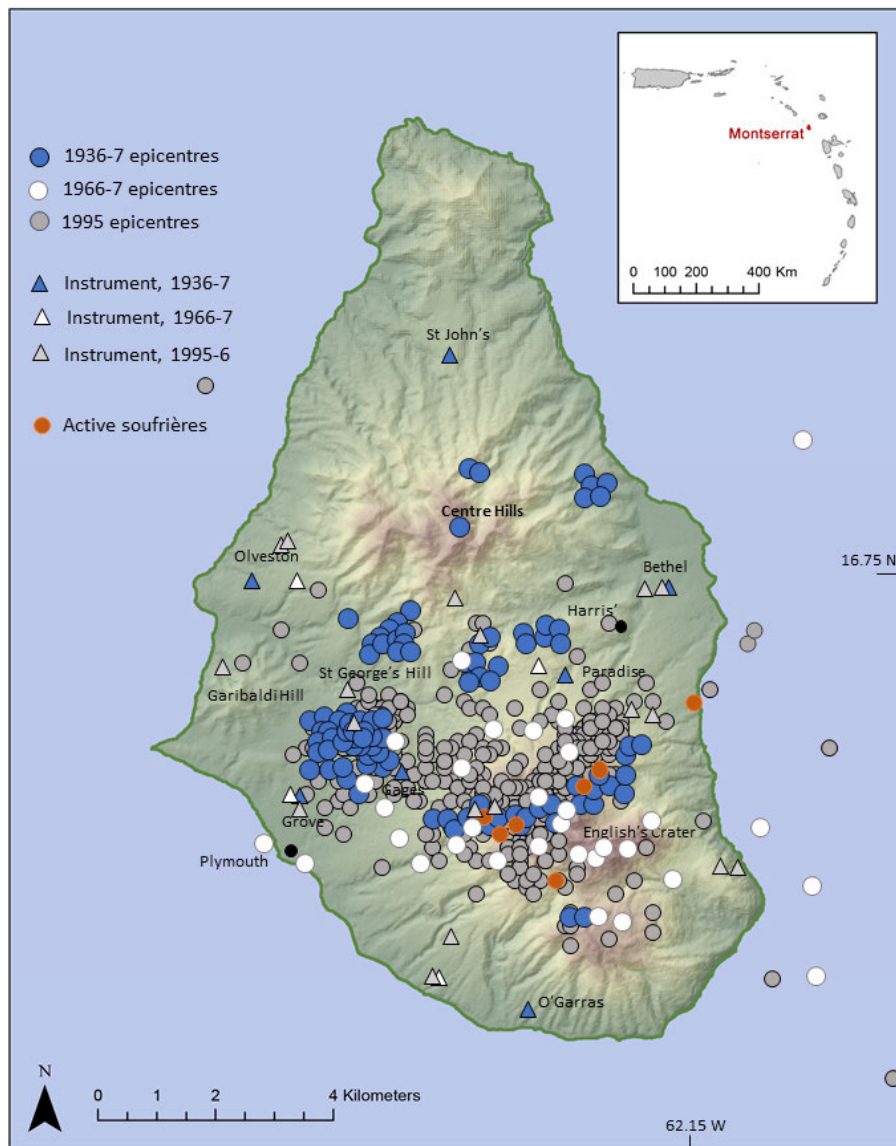 1936-7 epicentres
1966-7 epicentres
1995 epicentres
Instrument, 1936-7
Instrument, 1966-7
Instrument, 1995-6
Active soufrières
Montserrat
0 100 200 400 Km
St John's
Centre Hills
Olveston
16.75 N
Bethel
Harris'
St George's Hill
Paradise
Garibaldi Hill
Gages
Grove
English's Crater
Plymouth
O'Garras
N
0 1 2 4 Kilometers
62.15 W